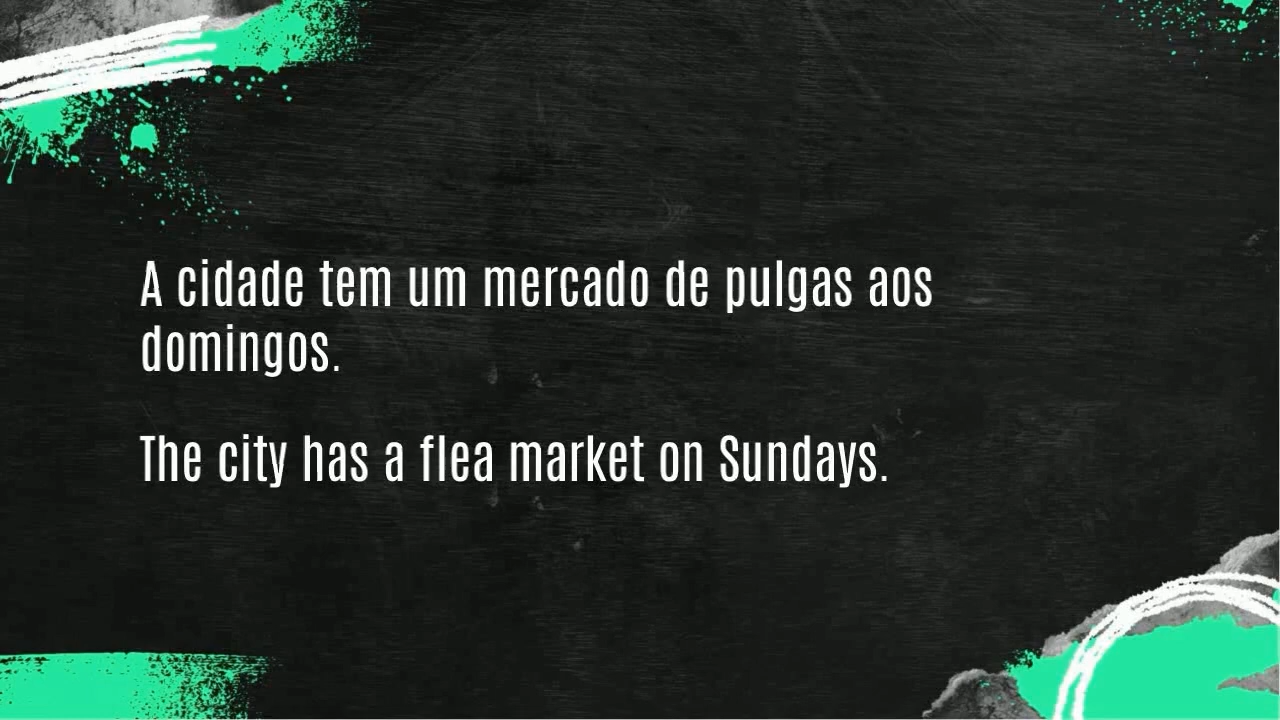 A cidade tem um mercado de pulgas aos
domingos.
The city has a flea market on Sundays.